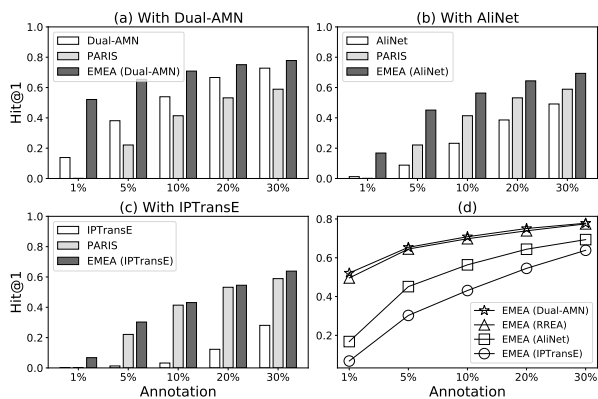 (a) With Dual-AMN
Hit@1
1.0
0.8
0.6
0.4
0.2
0.0
Dual-AMN
PARIS
EMEA (Dual-AMN)
1%
5%
10%
20%
30%
(b) With AliNet
1.0
0.8
0.6
0.4
0.2
0.0
AliNet
PARIS
EMEA (AliNet)
1%
5%
10%
20%
30%
(c) With IPTransE
Hit@1
1.0
0.8
0.6
0.4
0.2
0.0
IPTransE
PARIS
EMEA (IPTransE)
1%
5%
10%
20%
30%
Annotation
(d)
0.8
0.6
0.4
0.2
EMEA (Dual-AMN)
EMEA (RREA)
EMEA (AliNet)
EMEA (IPTransE)
1%
5%
10%
20%
30%
Annotation